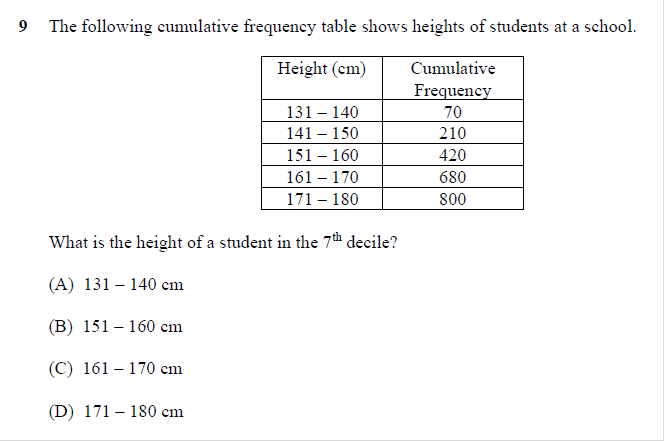 9 The following cumulative frequency table shows heights of students at a school.
Height (cm) Cumulative
Frequency
131 – 140 70
141 – 150 210
151 – 160 420
161 – 170 680
171 – 180 800
What is the height of a student in the 7th decile?
(A) 131 – 140 cm
(B) 151 – 160 cm
(C) 161 – 170 cm
(D) 171 – 180 cm